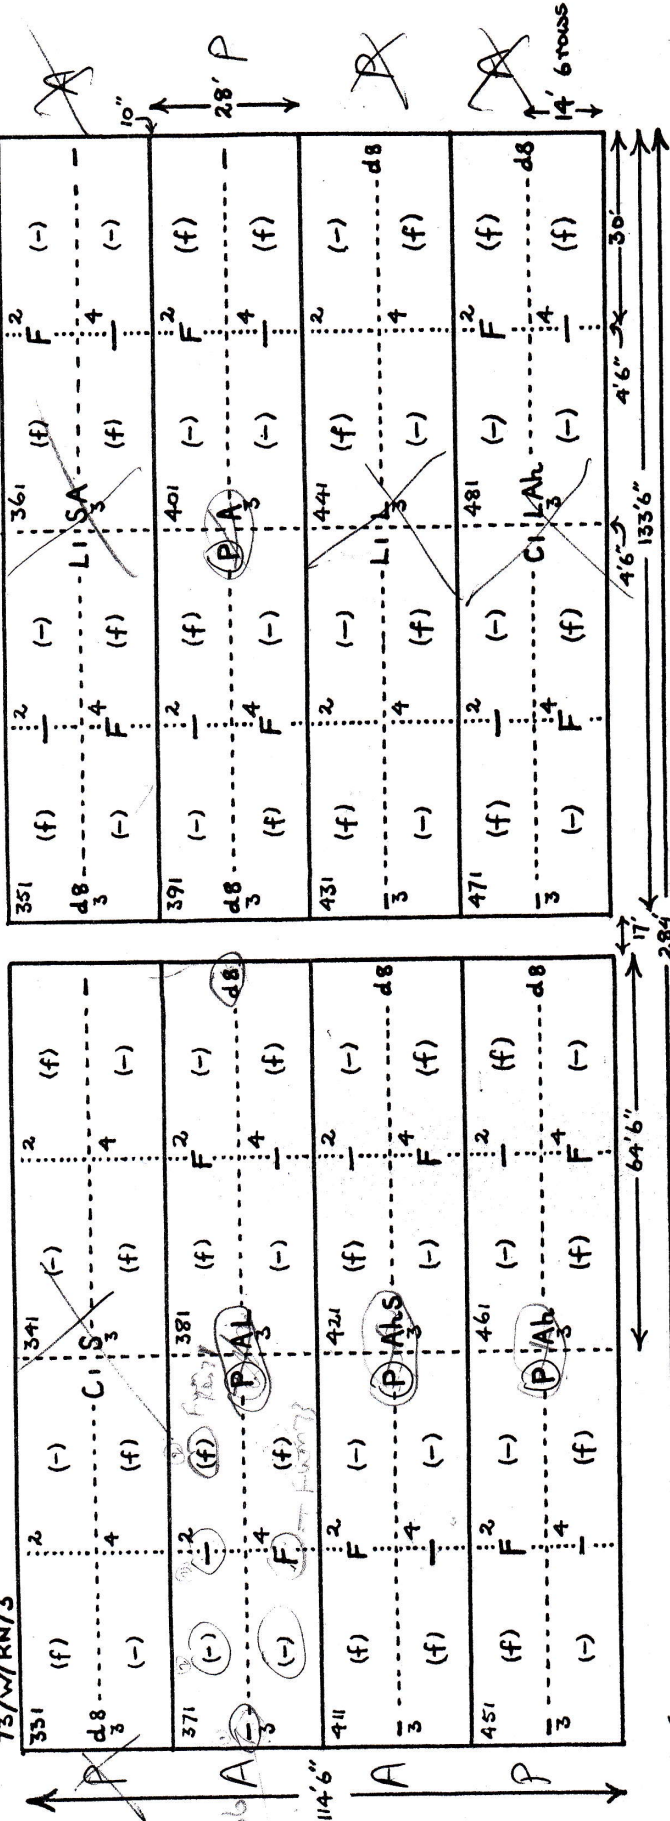 73/W/RN/3
A
10"
331 2 341 2 351 2 361 2
– F
(f) (-) (-) (f) (f) (-) (f) (-)
P d8 C1 S – d8 L1 SA –
3 4 3 4 3 4 3 4
F –
(-) (f) (f) (-) (-) (f) (f) (-)
371 2 381 2 391 2 401 2
– F – F
(-) (f) (f) (-) (-) (f) (-) (f)
A – P AL d8 d8 P A – 28' P
3 4 3 4 3 4 3 4
F – F –
(-) (f) (-) (f) (f) (-) (-) (f)
114'6"
411 2 421 2 431 2 441 2
F –
(f) (-) (f) (-) (f) (-) (f) (-)
A – P AhS d8 – L1 d8 P
3 4 3 4 3 4 3 4
– F
(f) (-) (-) (f) (-) (f) (-) (f)
451 2 461 2 471 2 481 2
F – – F
(f) (-) (-) (f) (f) (-) (-) (f)
P – P Ah d8 – C1 LAh d8 A
3 4 3 4 3 4 3 4
– F F –
(-) (f) (f) (-) (-) (f) (-) (f)
14' 6 rows
64'6" 17' 4'6" 4'6" 30'
133'6"
284'